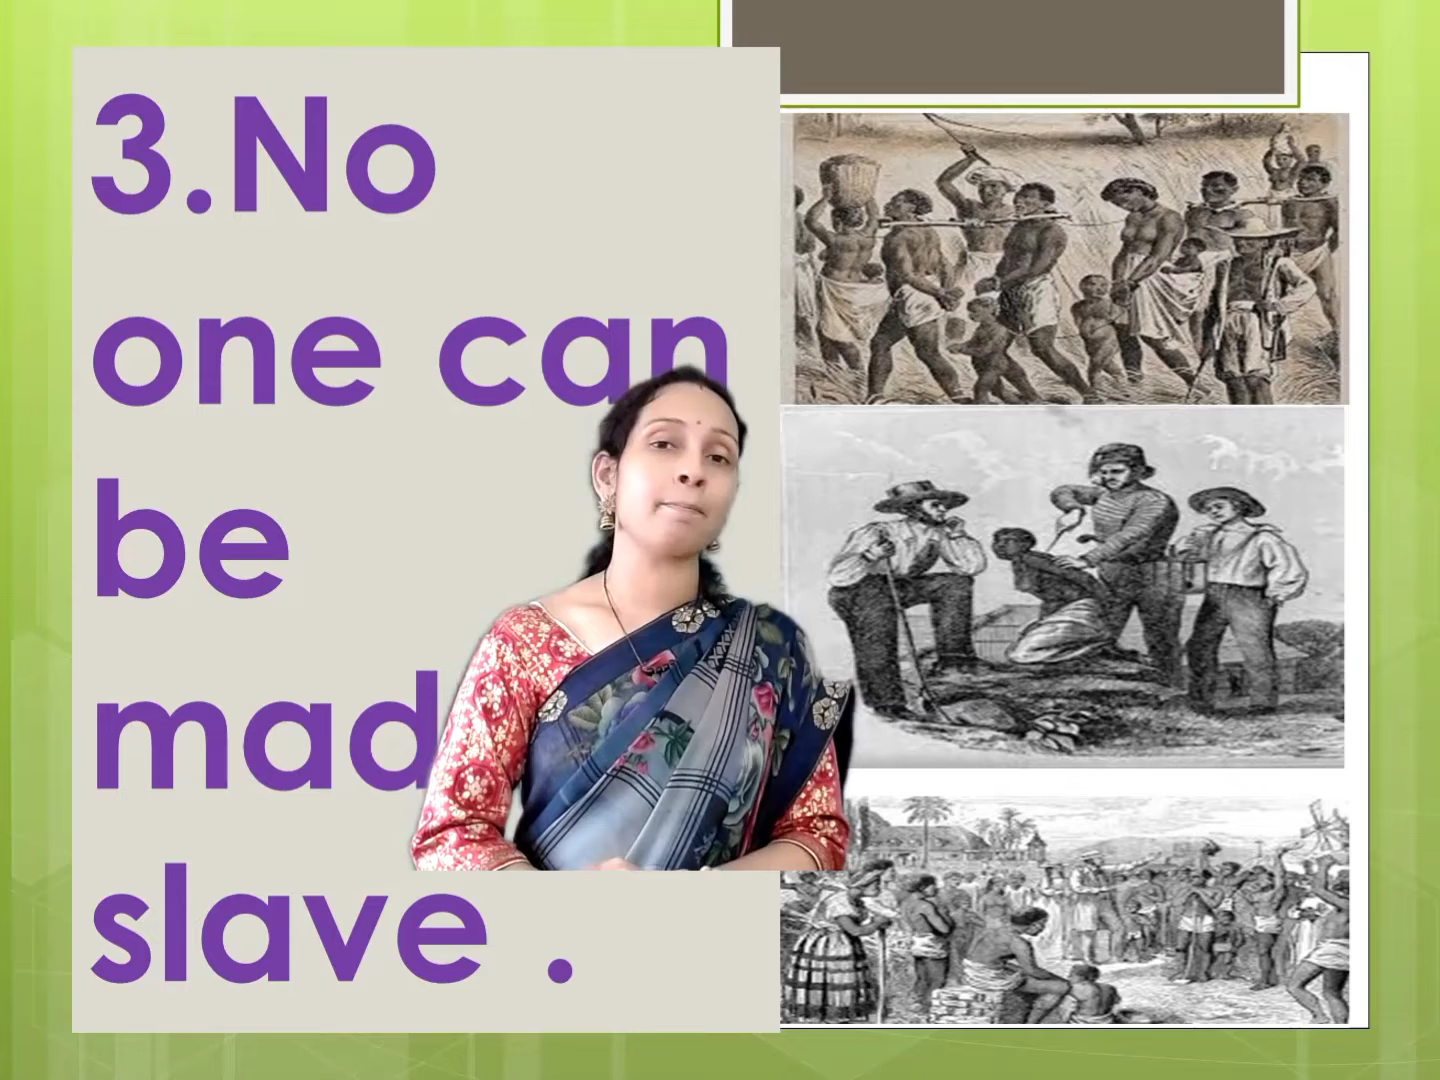 3.No
one can
be
mad
slave .